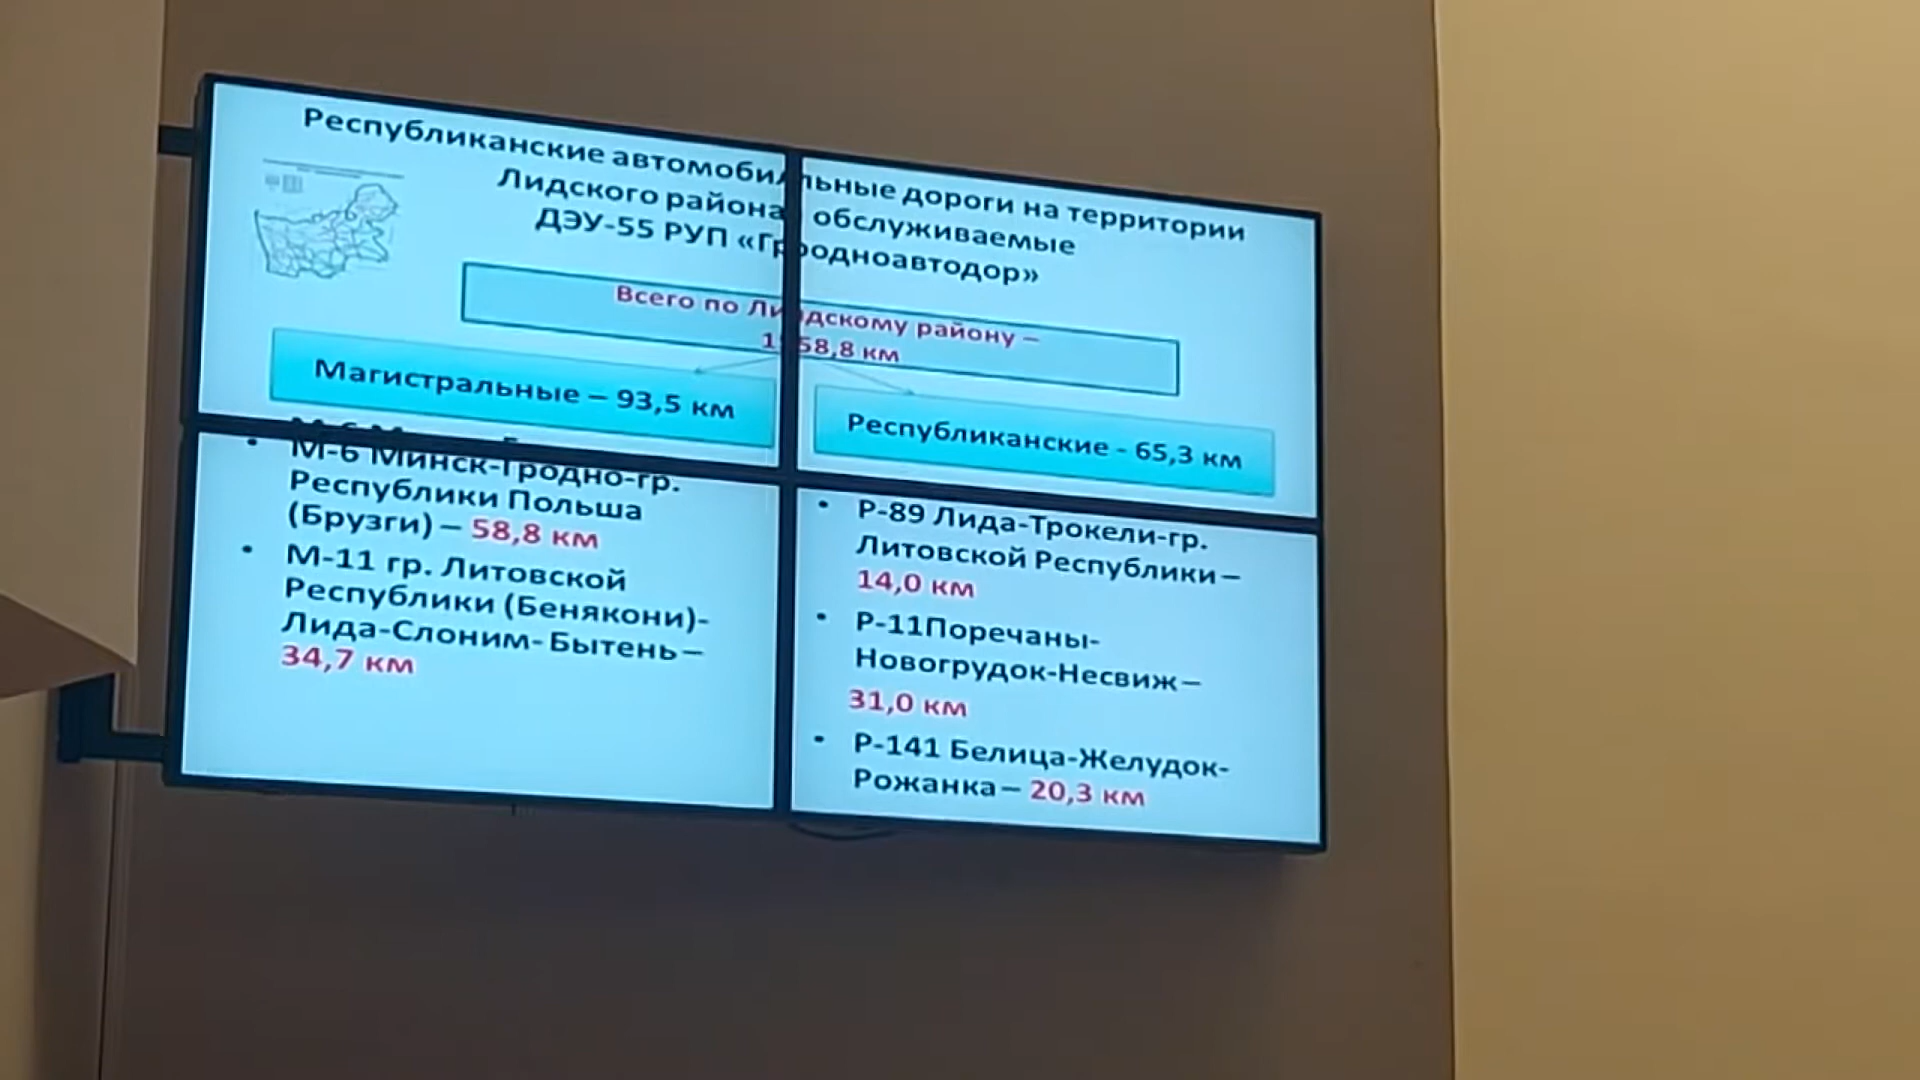 Республиканские автомобильные дороги на территории
Лидского района обслуживаемые
ДЭУ-55 РУП «Гродноавтодор»
Всего по Лидскому району –
158,8 км
Магистральные – 93,5 км
Республиканские - 65,3 км
• М-6 Минск-Гродно-гр.
Республики Польша
(Брузги) – 58,8 км
• М-11 гр. Литовской
Республики (Бенякони)-
Лида-Слоним- Бытень –
34,7 км
• Р-89 Лида-Трокели-гр.
Литовской Республики –
14,0 км
• Р-11Поречаны-
Новогрудок-Несвиж –
31,0 км
• Р-141 Белица-Желудок-
Рожанка – 20,3 км